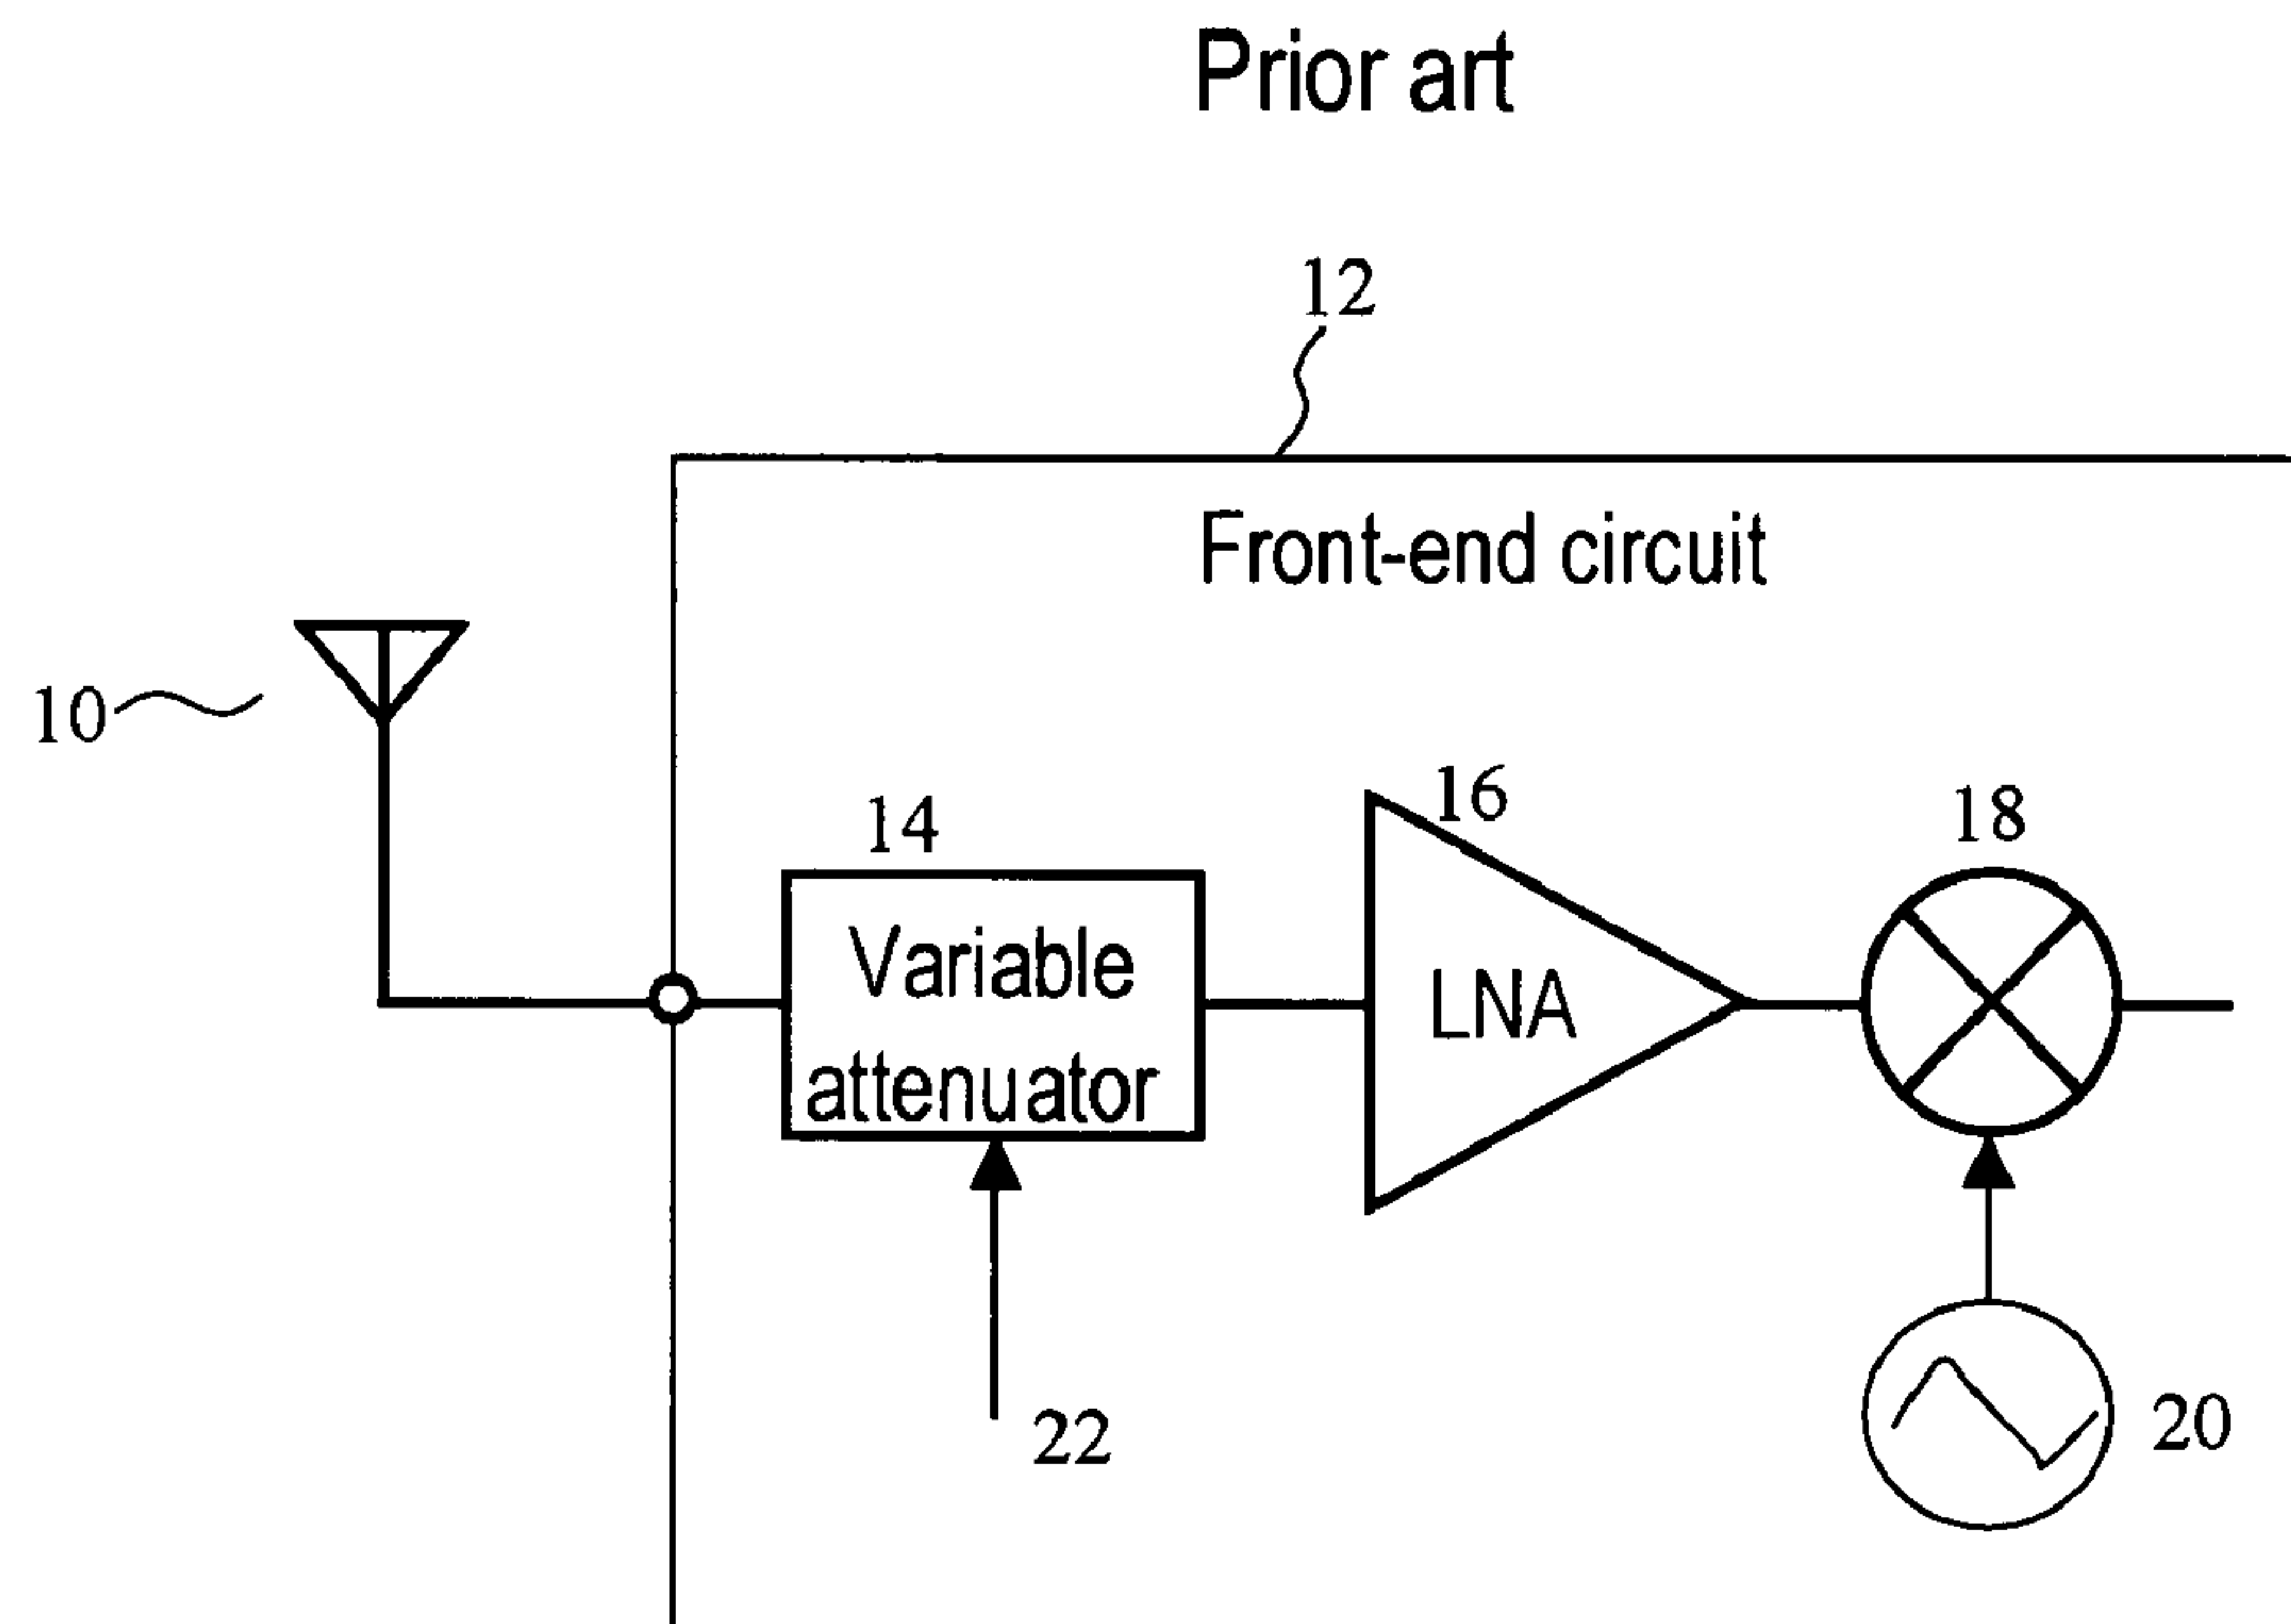 Prior art
12
Front-end circuit
10
14
16
18
Variable
attenuator
LNA
22
20